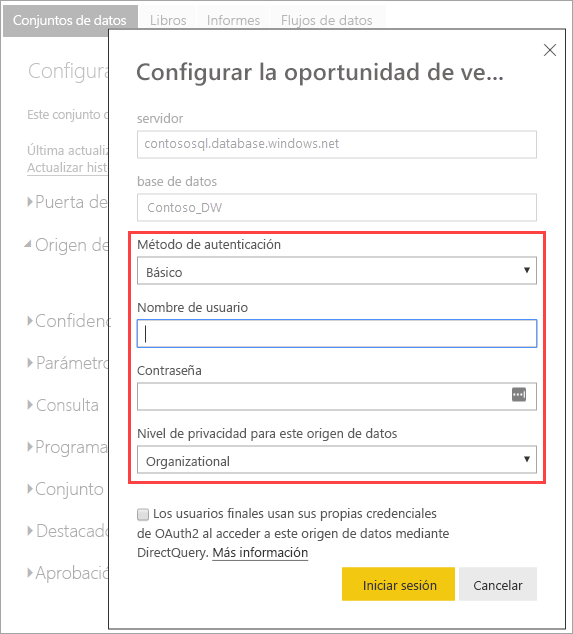 Conjuntos de datos Libros Informes Flujos de datos
Configura
Este conjunto
Última actualiz
Actualizar hist
Puerta de
Origen de
Confidenc
Parámetro
Consulta
Programa
Conjunto
Destacado
Aprobació
Configurar la oportunidad de ve...
servidor
contososql.database.windows.net
base de datos
Contoso_DW
Método de autenticación
Básico
Nombre de usuario
Contraseña
Nivel de privacidad para este origen de datos
Organizational
Los usuarios finales usan sus propias credenciales
de OAuth2 al acceder a este origen de datos mediante
DirectQuery. Más información
Iniciar sesión Cancelar